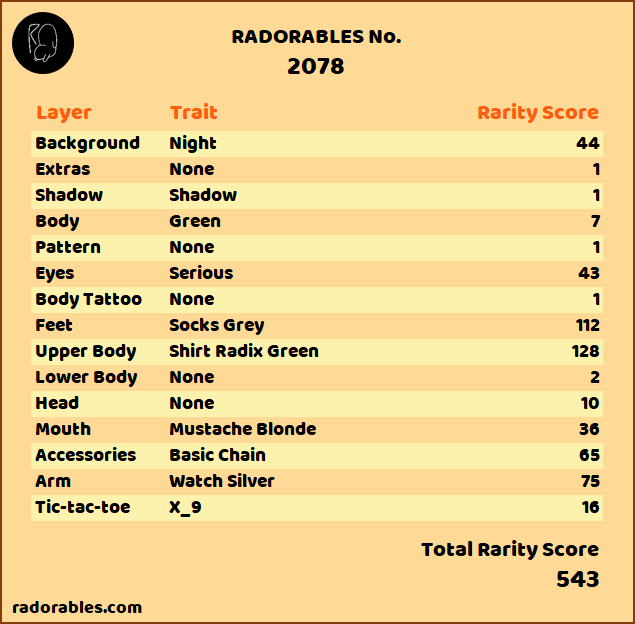 RADORABLES No.
2078
Layer Trait Rarity Score
Background Night 44
Extras None 1
Shadow Shadow 1
Body Green 7
Pattern None 1
Eyes Serious 43
Body Tattoo None 1
Feet Socks Grey 112
Upper Body Shirt Radix Green 128
Lower Body None 2
Head None 10
Mouth Mustache Blonde 36
Accessories Basic Chain 65
Arm Watch Silver 75
Tic-tac-toe X_9 16
Total Rarity Score
543
radorables.com